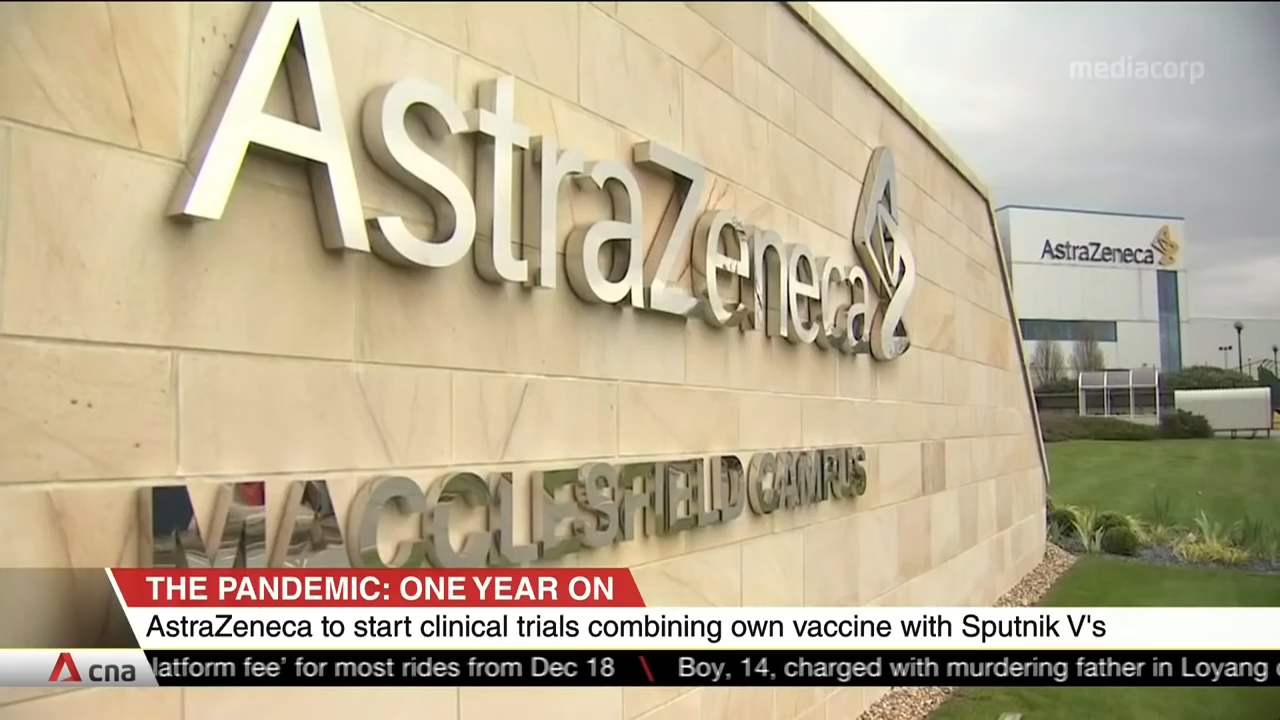 mediacorp
AstraZeneca
AstraZeneca
MACCLESFIELD CAMPUS
THE PANDEMIC: ONE YEAR ON
AstraZeneca to start clinical trials combining own vaccine with Sputnik V's
cna
latform fee' for most rides from Dec 18 \ Boy, 14, charged with murdering father in Loyang